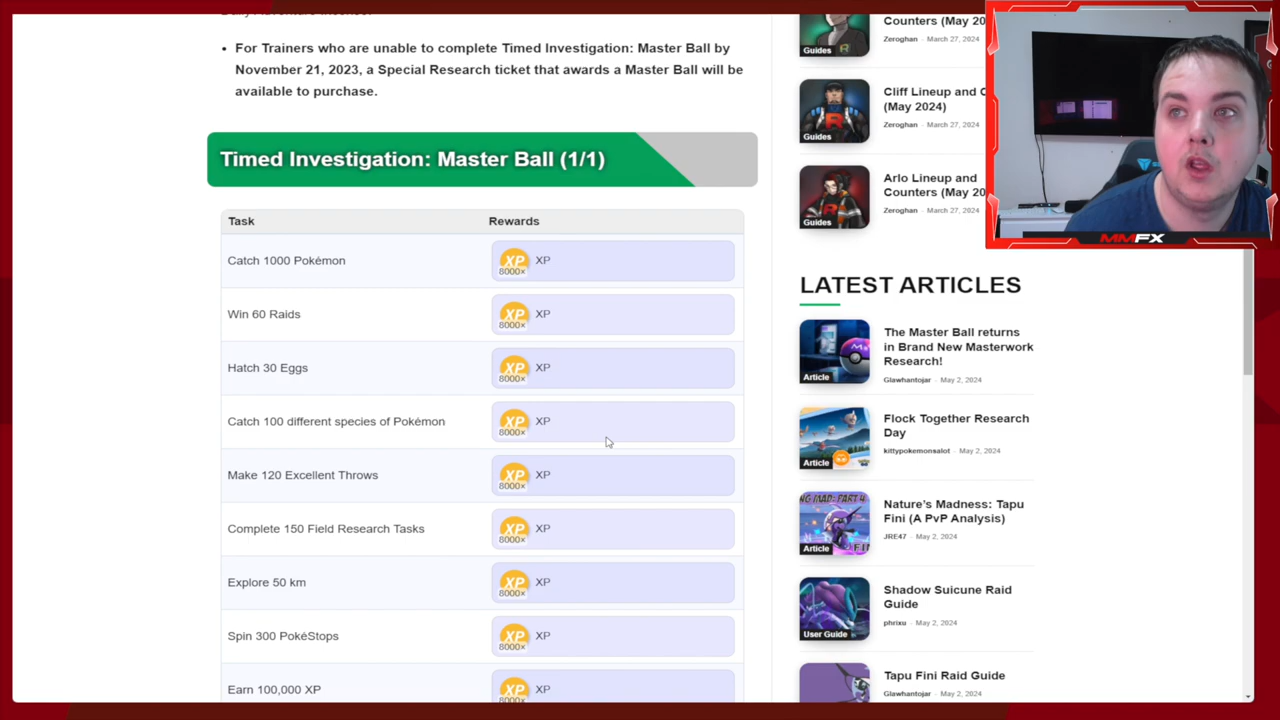 • For Trainers who are unable to complete Timed Investigation: Master Ball by
November 21, 2023, a Special Research ticket that awards a Master Ball will be
available to purchase.
Timed Investigation: Master Ball (1/1)
Task Rewards
Catch 1000 Pokémon 8000× XP
Win 60 Raids 8000× XP
Hatch 30 Eggs 8000× XP
Catch 100 different species of Pokémon 8000× XP
Make 120 Excellent Throws 8000× XP
Complete 150 Field Research Tasks 8000× XP
Explore 50 km 8000× XP
Spin 300 PokéStops 8000× XP
Earn 100,000 XP XP
Counters (May 20
Zeroghan - March 27, 2024
Guides
Cliff Lineup and C
(May 2024)
Zeroghan - March 27, 2024
Guides
Arlo Lineup and
Counters (May 20
Zeroghan - March 27, 2024
Guides
MMFX
LATEST ARTICLES
The Master Ball returns
in Brand New Masterwork
Research!
Glawhantojar - May 2, 2024
Article
Flock Together Research
Day
kittypokemonsalot - May 2, 2024
Article
Nature's Madness: Tapu
Fini (A PvP Analysis)
JRE47 - May 2, 2024
Article
Shadow Suicune Raid
Guide
phrixu - May 2, 2024
User Guide
Tapu Fini Raid Guide
Glawhantojar - May 2, 2024